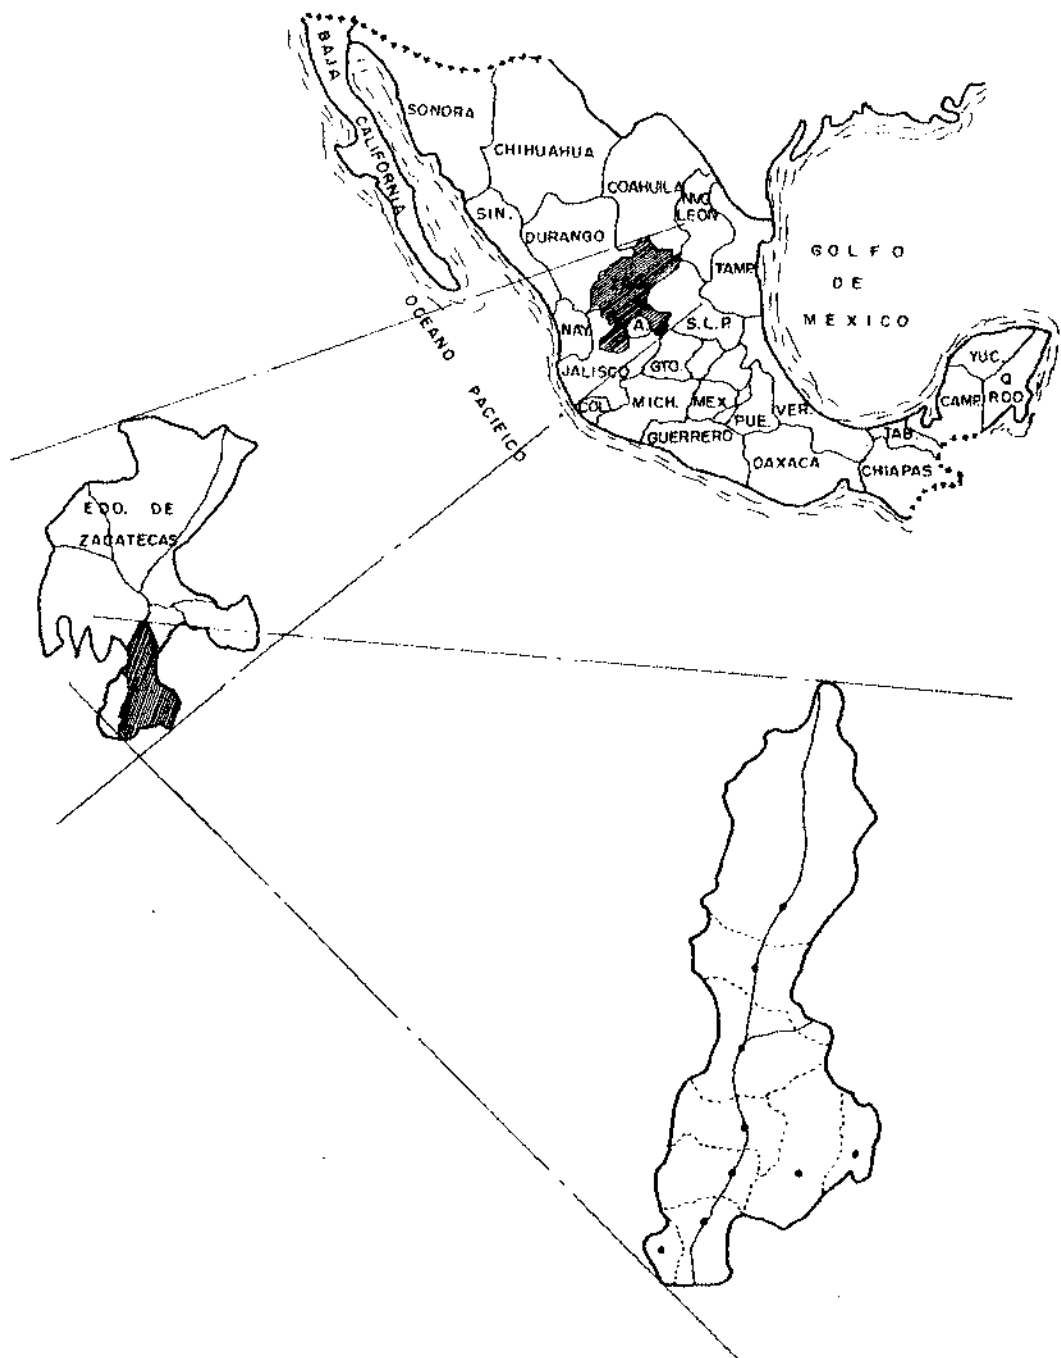 BAJA
CALIFORNIA
SONORA
CHIHUAHUA
COAHUILA
NVO.
LEON
SIN.
DURANGO
TAMP.
GOLFO
DE
MEXICO
OCEANO PACIFICO
NAY.
A.
S.L.P.
JALISCO
GTO.
COL.
MICH.
MEX.
PUE.
VER.
GUERRERO
OAXACA
TAB.
CHIAPAS
YUC.
CAMP.
Q.
ROO
EDO. DE
ZACATECAS